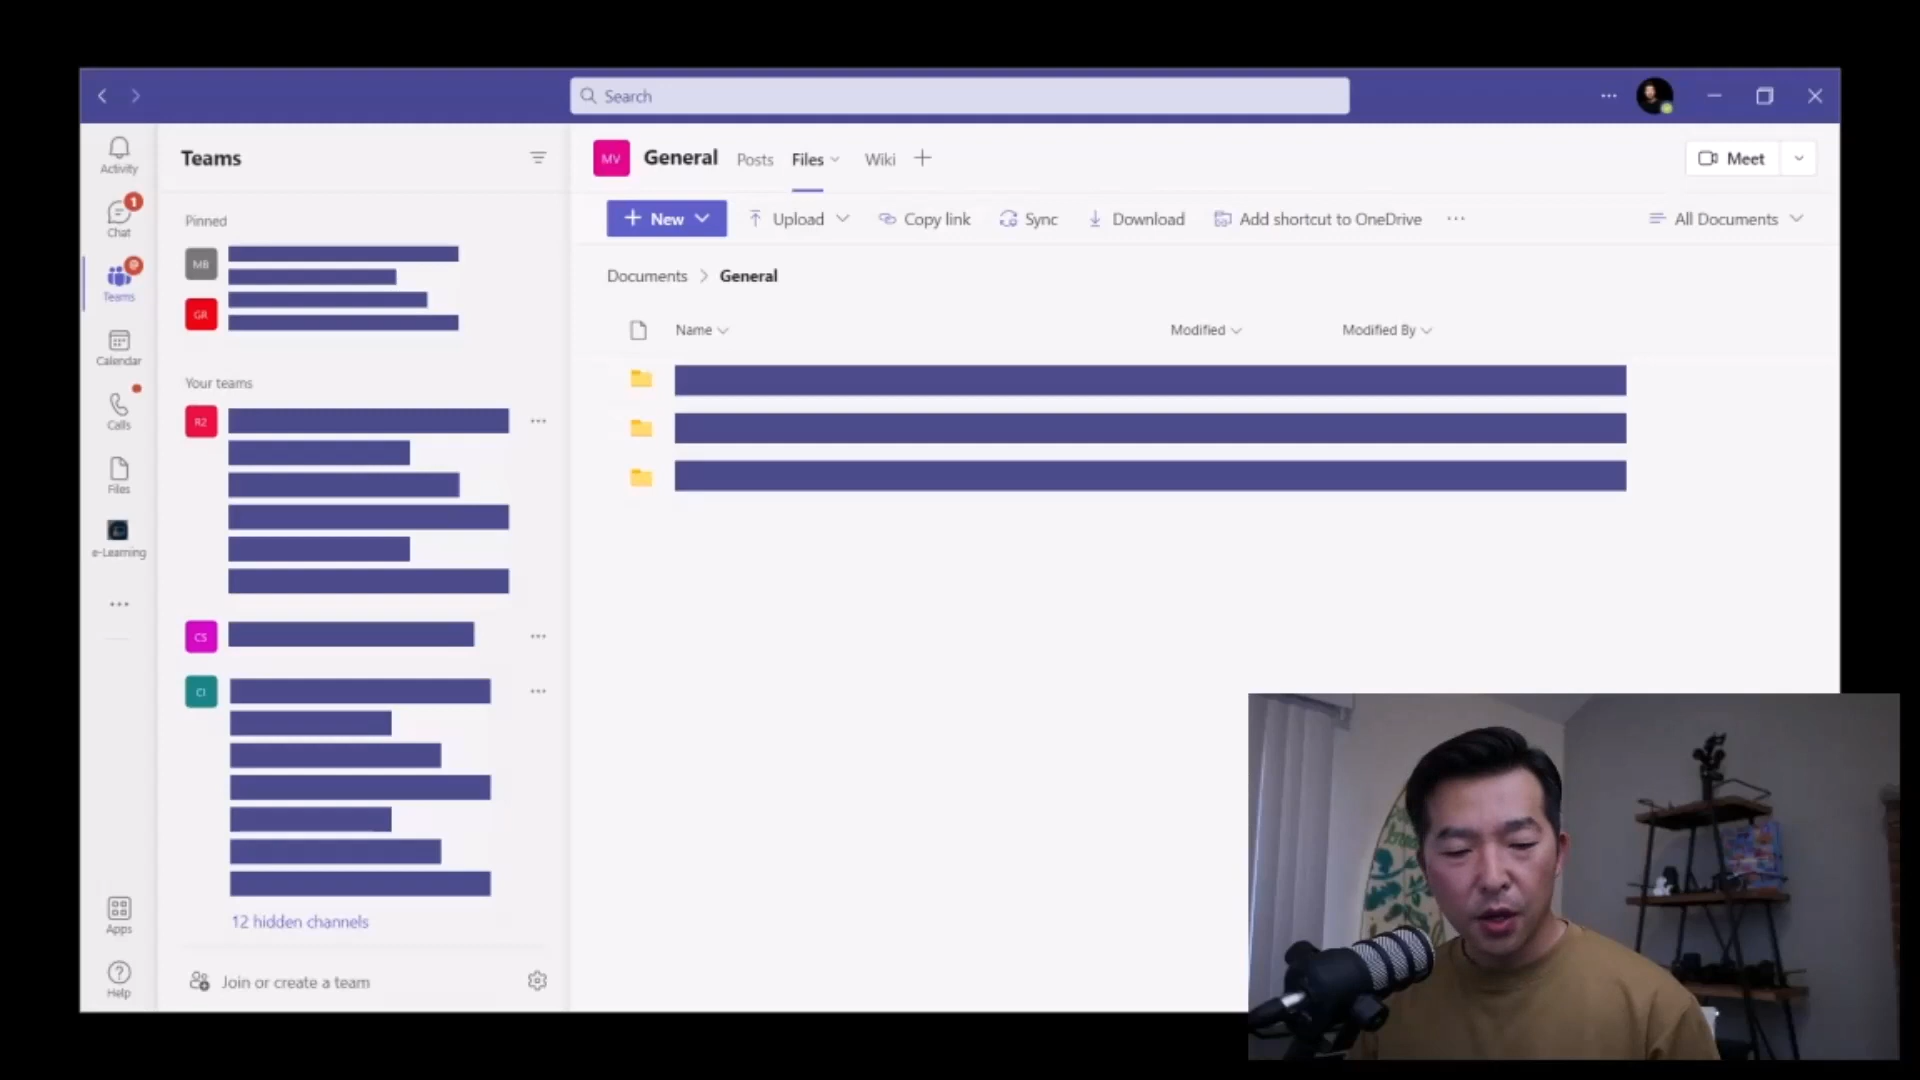 Search
Activity
Chat
1
Teams
Calendar
Calls
Files
e-Learning
Apps
Help
Teams
Pinned
MB
GR
Your teams
R2
CS
CI
12 hidden channels
Join or create a team
MV
General
Posts
Files
Wiki
Meet
New
Upload
Copy link
Sync
Download
Add shortcut to OneDrive
All Documents
Documents > General
Name
Modified
Modified By